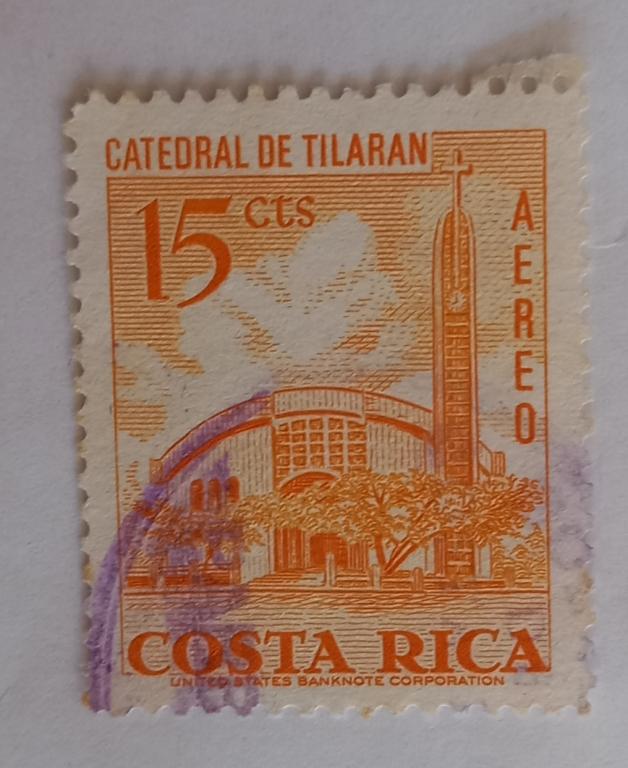 CATEDRAL DE TILARAN
15 cts
AEREO
COSTA RICA
UNITED STATES BANKNOTE CORPORATION